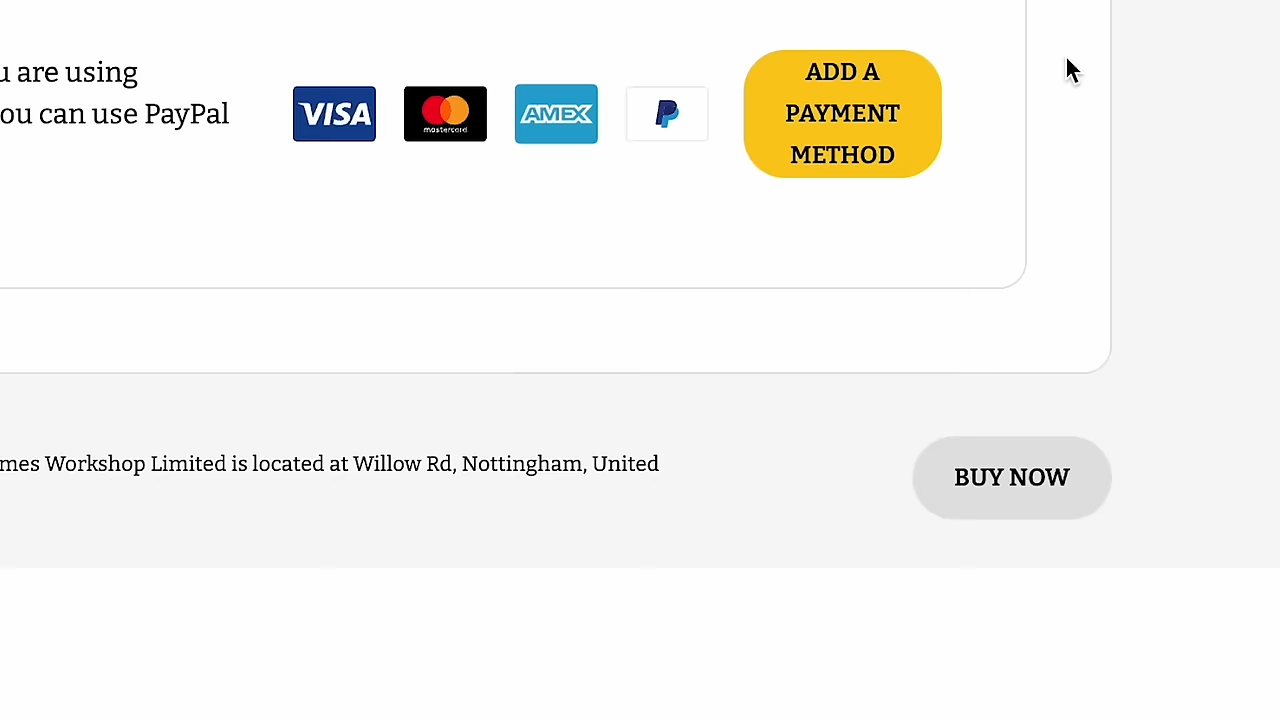 u are using
ou can use PayPal
VISA
mastercard
AMEX
ADD A
PAYMENT
METHOD
mes Workshop Limited is located at Willow Rd, Nottingham, United
BUY NOW